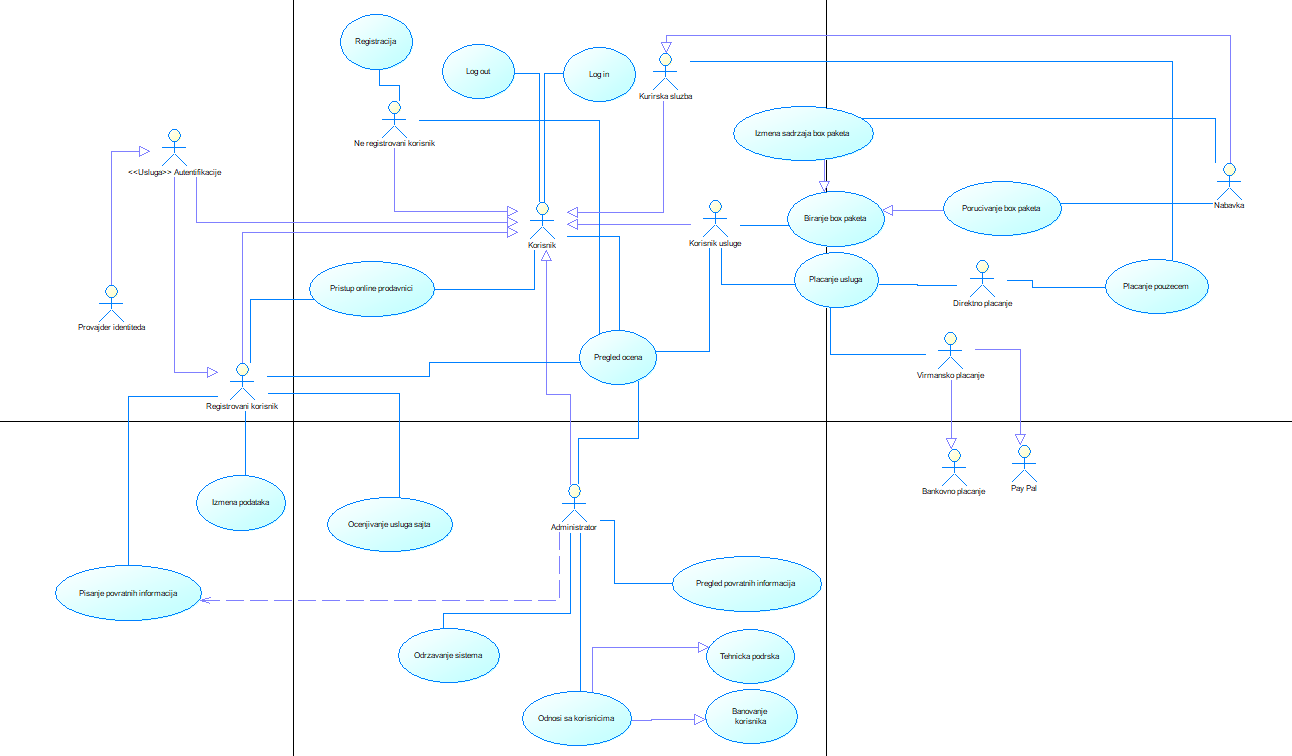 Registracija
Log out
Log in
Kurirska sluzba
Ne registrovani korisnik
Izmena sadrzaja box paketa
<<Usluga>> Autentifikacije
Nabavka
Biranje box paketa
Porucivanje box paketa
Korisnik
Korisnik usluge
Placanje usluga
Pristup online prodavnici
Direktno placanje
Placanje pouzecem
Provajder identiteda
Pregled ocena
Virmansko placanje
Registrovani korisnik
Bankovno placanje
Pay Pal
Izmena podataka
Ocenjivanje usluga sajta
Administrator
Pisanje povratnih informacija
Pregled povratnih informacija
Odrzavanje sistema
Tehnicka podrska
Odnosi sa korisnicima
Banovanje
korisnika